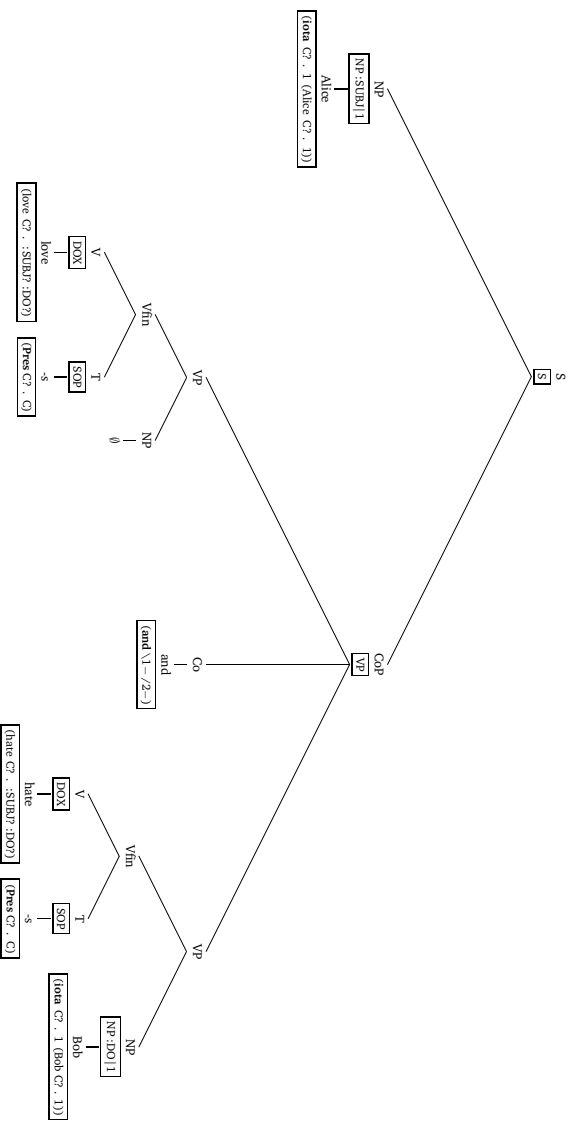 S
S
NP
NP :SUBJ|1
Alice
(iota C? . 1 (Alice C? . 1))
CoP
VP
VP
Vfin
V
DOX
love
(love C? . :SUBJ? :DO?)
T
SOP
-s
(Pres C? . C)
NP
∅
Co
and
(and \1− /2−)
VP
Vfin
V
DOX
hate
(hate C? . :SUBJ? :DO?)
T
SOP
-s
(Pres C? . C)
NP
NP :DO|1
Bob
(iota C? . 1 (Bob C? . 1))